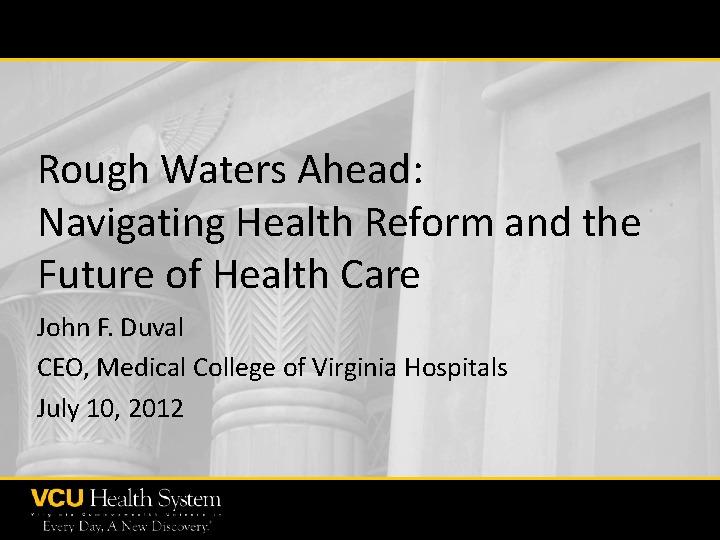 Rough Waters Ahead:
Navigating Health Reform and the
Future of Health Care
John F. Duval
CEO, Medical College of Virginia Hospitals
July 10, 2012
VCU Health System
Every Day, A New Discovery.